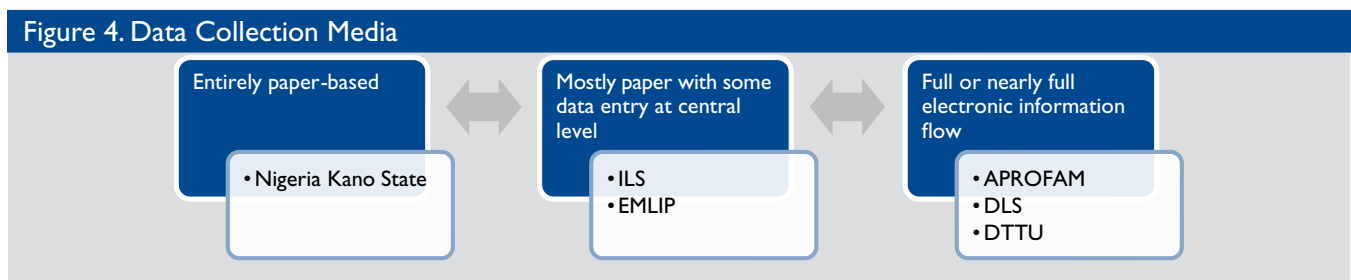 Figure 4. Data Collection Media
Entirely paper-based
• Nigeria Kano State
Mostly paper with some
data entry at central
level
• ILS
• EMLIP
Full or nearly full
electronic information
flow
• APROFAM
• DLS
• DTTU